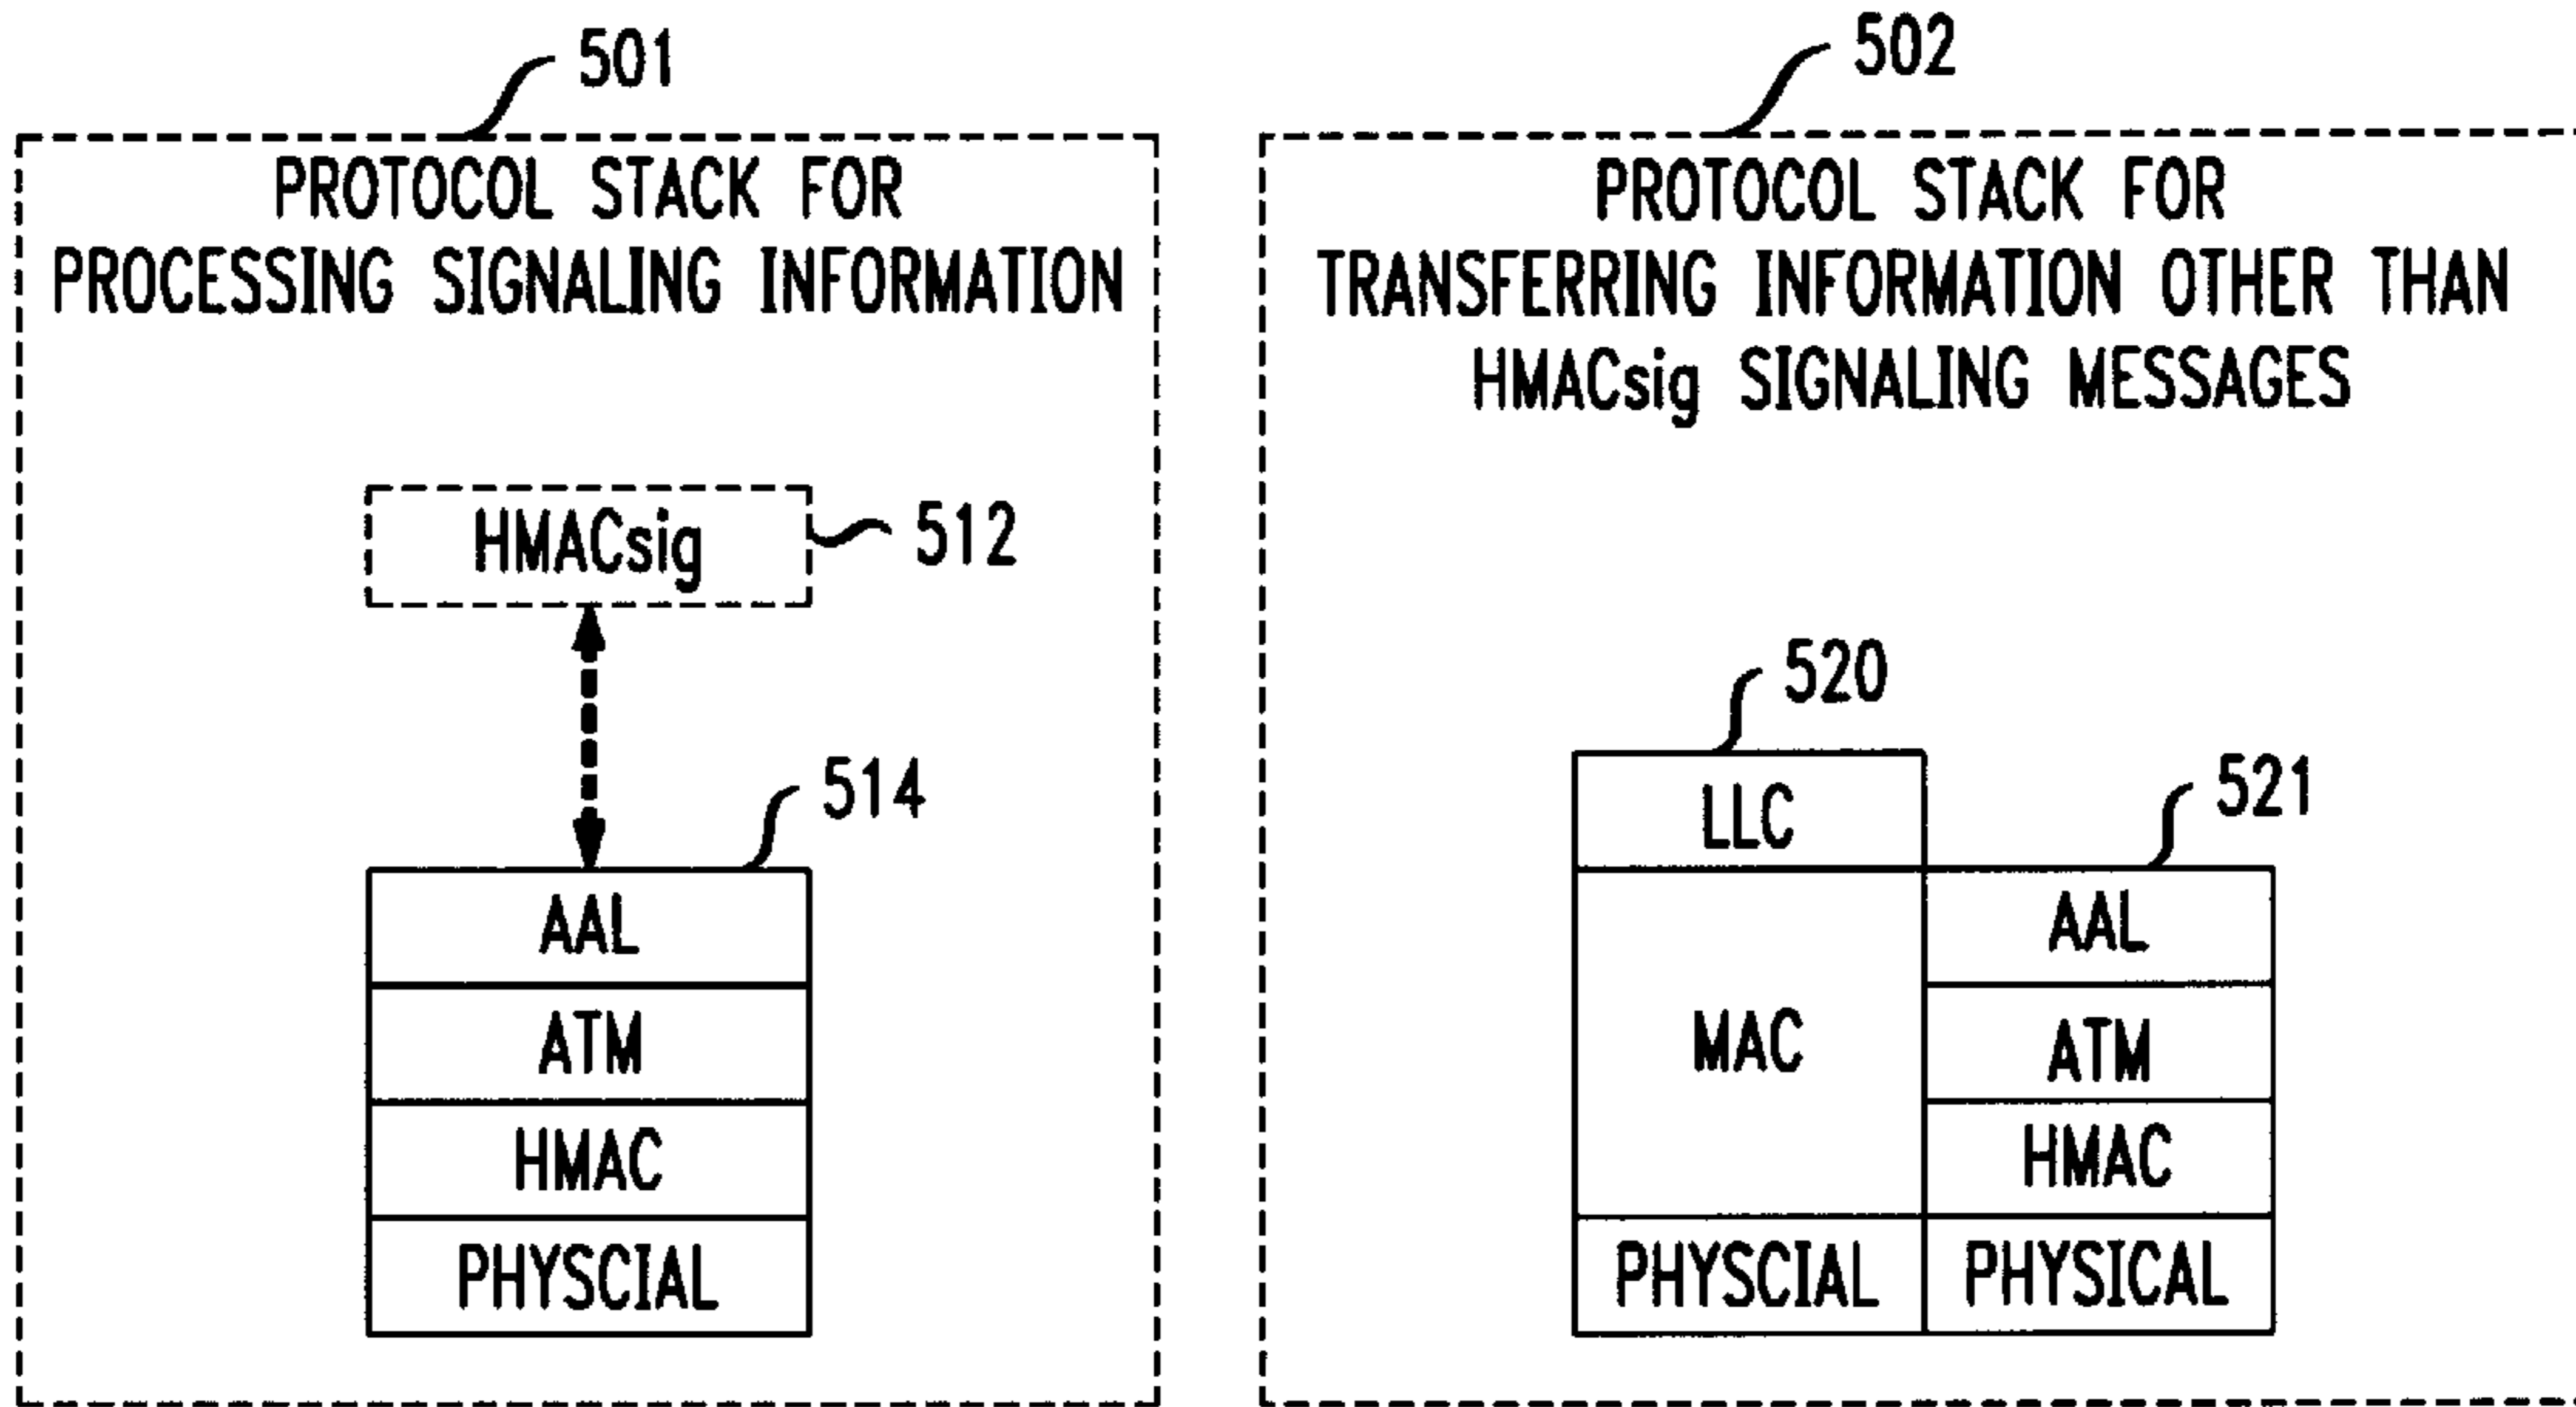 501
PROTOCOL STACK FOR
PROCESSING SIGNALING INFORMATION
HMACsig
512
514
AAL
ATM
HMAC
PHYSCIAL
502
PROTOCOL STACK FOR
TRANSFERRING INFORMATION OTHER THAN
HMACsig SIGNALING MESSAGES
520
LLC
MAC
PHYSCIAL
521
AAL
ATM
HMAC
PHYSICAL